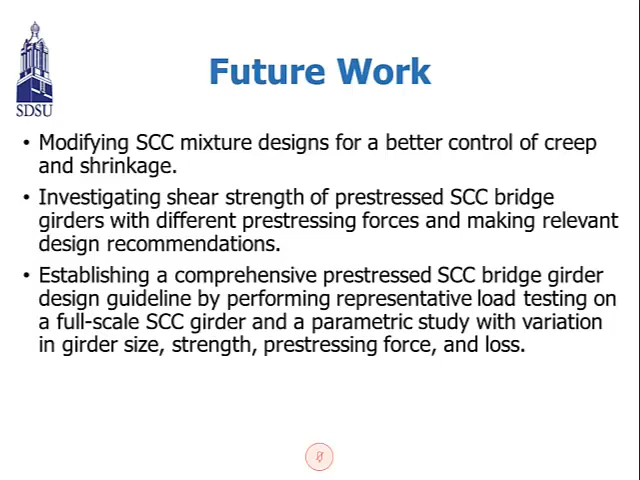 SDSU
Future Work
• Modifying SCC mixture designs for a better control of creep
and shrinkage.
• Investigating shear strength of prestressed SCC bridge
girders with different prestressing forces and making relevant
design recommendations.
• Establishing a comprehensive prestressed SCC bridge girder
design guideline by performing representative load testing on
a full-scale SCC girder and a parametric study with variation
in girder size, strength, prestressing force, and loss.